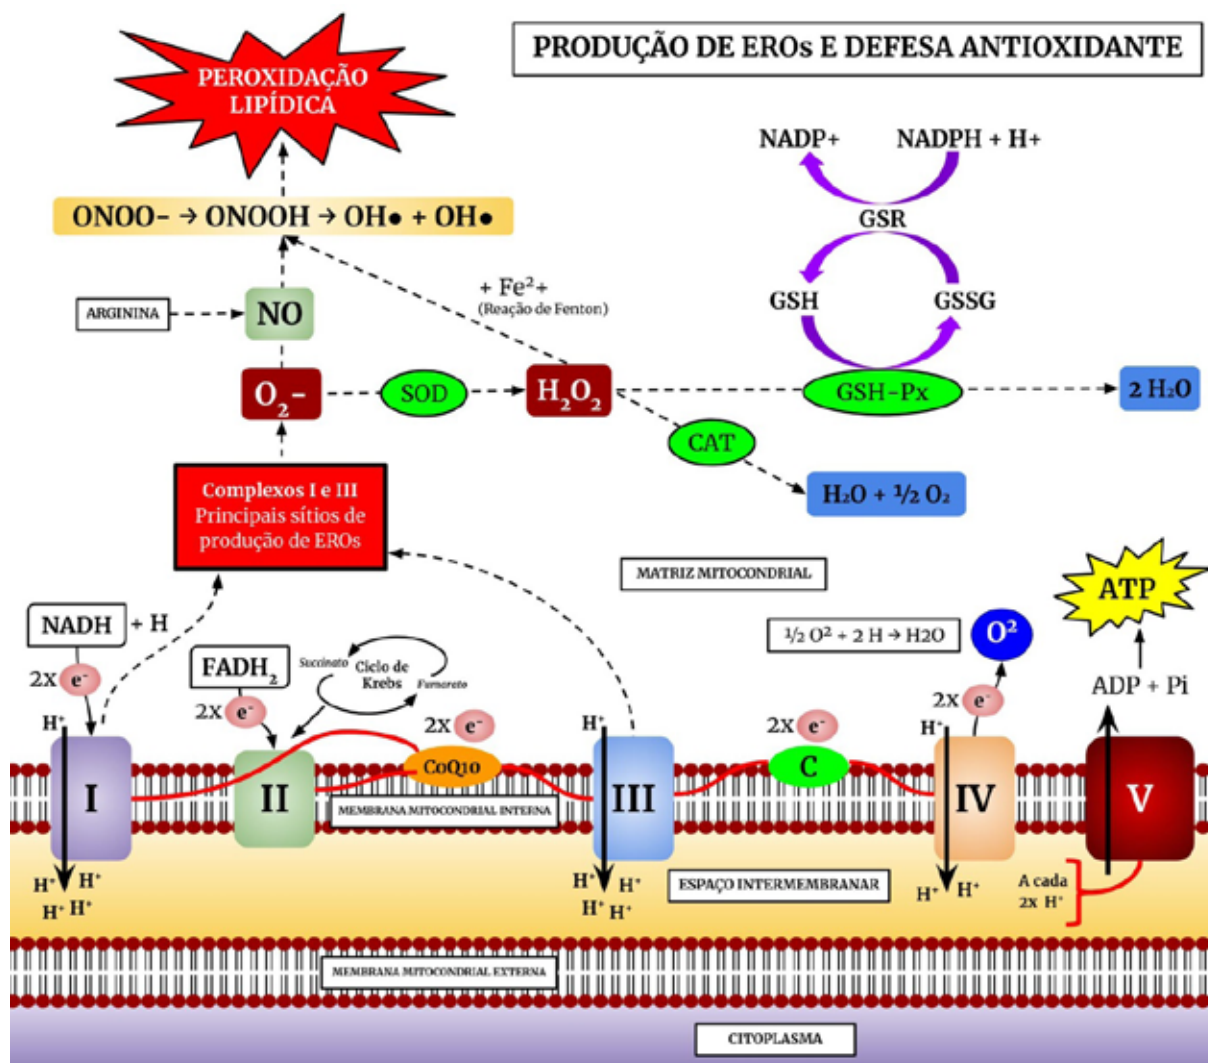 PRODUÇÃO DE EROs E DEFESA ANTIOXIDANTE
PEROXIDAÇÃO
LIPÍDICA
NADP+
NADPH + H+
ONOO- → ONOOH → OH● + OH●
GSR
+ Fe²+
(Reação de Fenton)
GSH
GSSG
ARGININA
NO
O₂-
SOD
H₂O₂
GSH-Px
2 H₂O
CAT
H₂O + ½ O₂
Complexos I e III
Principais sítios de
produção de EROs
MATRIZ MITOCONDRIAL
ATP
NADH + H
½ O² + 2 H → H2O
O²
FADH₂
Succinato
Ciclo de
Krebs
Fumarato
2x e⁻
2x e⁻
2x e⁻
2x e⁻
2x e⁻
ADP + Pi
H⁺
H⁺
H⁺
I
II
CoQ10
III
C
IV
V
MEMBRANA MITOCONDRIAL INTERNA
H⁺ H⁺
H⁺ H⁺
H⁺ H⁺
H⁺ H⁺
ESPAÇO INTERMEMBRANAR
H⁺ H⁺
A cada
2x H⁺
MEMBRANA MITOCONDRIAL EXTERNA
CITOPLASMA